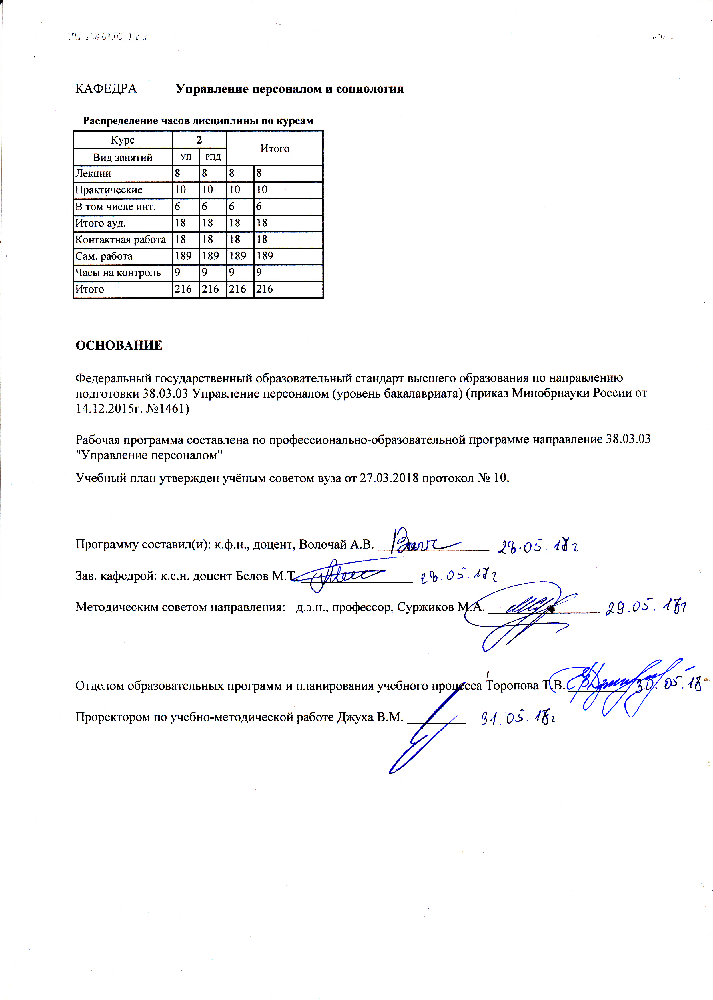 УП. z38.03.03_1.plx стр. 2
КАФЕДРА Управление персоналом и социология
Распределение часов дисциплины по курсам
Курс 2 Итого
Вид занятий УП РПД
Лекции 8 8 8 8
Практические 10 10 10 10
В том числе инт. 6 6 6 6
Итого ауд. 18 18 18 18
Контактная работа 18 18 18 18
Сам. работа 189 189 189 189
Часы на контроль 9 9 9 9
Итого 216 216 216 216
ОСНОВАНИЕ
Федеральный государственный образовательный стандарт высшего образования по направлению
подготовки 38.03.03 Управление персоналом (уровень бакалавриата) (приказ Минобрнауки России от
14.12.2015г. №1461)
Рабочая программа составлена по профессионально-образовательной программе направление 38.03.03
"Управление персоналом"
Учебный план утвержден учёным советом вуза от 27.03.2018 протокол № 10.
Программу составил(и): к.ф.н., доцент, Волочай А.В. 28.05.18г
Зав. кафедрой: к.с.н. доцент Белов М.Т. 28.05.17г
Методическим советом направления: д.э.н., профессор, Суржиков М.А. 29.05.18г
Отделом образовательных программ и планирования учебного процесса Торопова Т.В. 30.05.18
Проректором по учебно-методической работе Джуха В.М. 31.05.18г